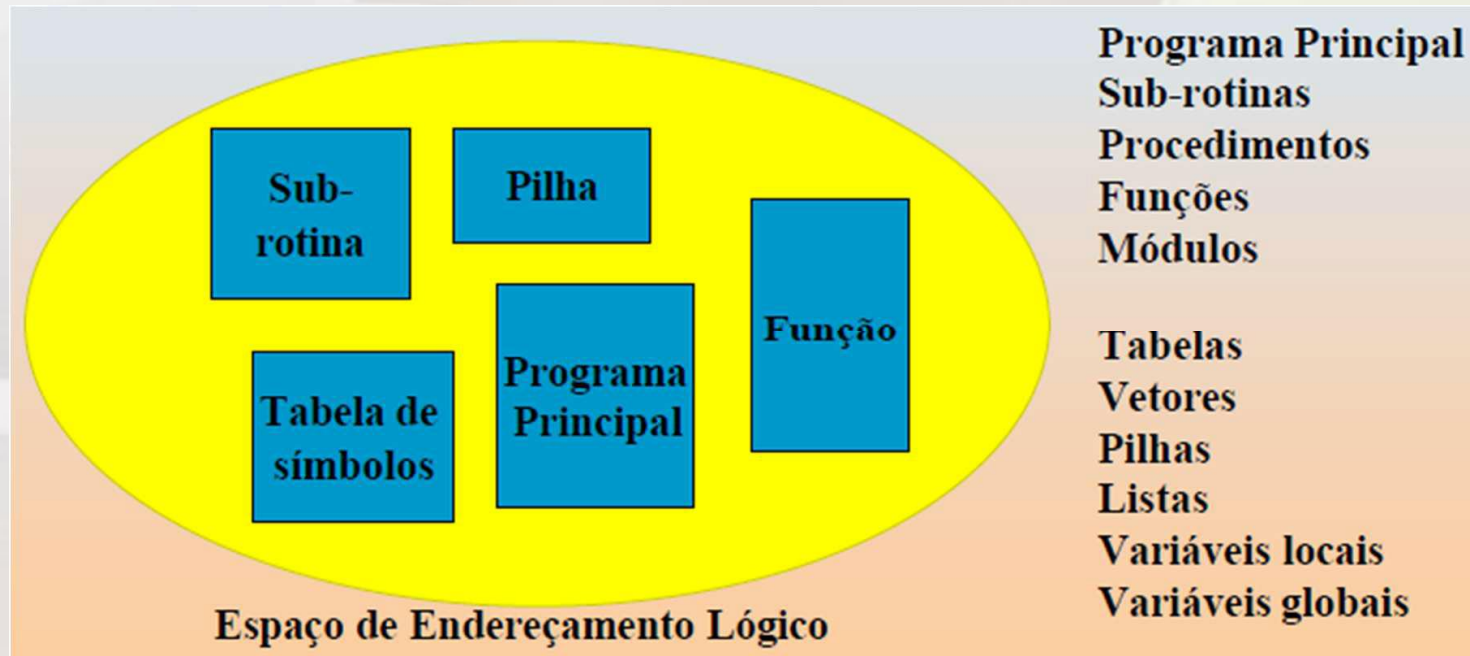 Sub-
rotina
Pilha
Função
Programa
Principal
Tabela de
símbolos
Espaço de Endereçamento Lógico
Programa Principal
Sub-rotinas
Procedimentos
Funções
Módulos
Tabelas
Vetores
Pilhas
Listas
Variáveis locais
Variáveis globais